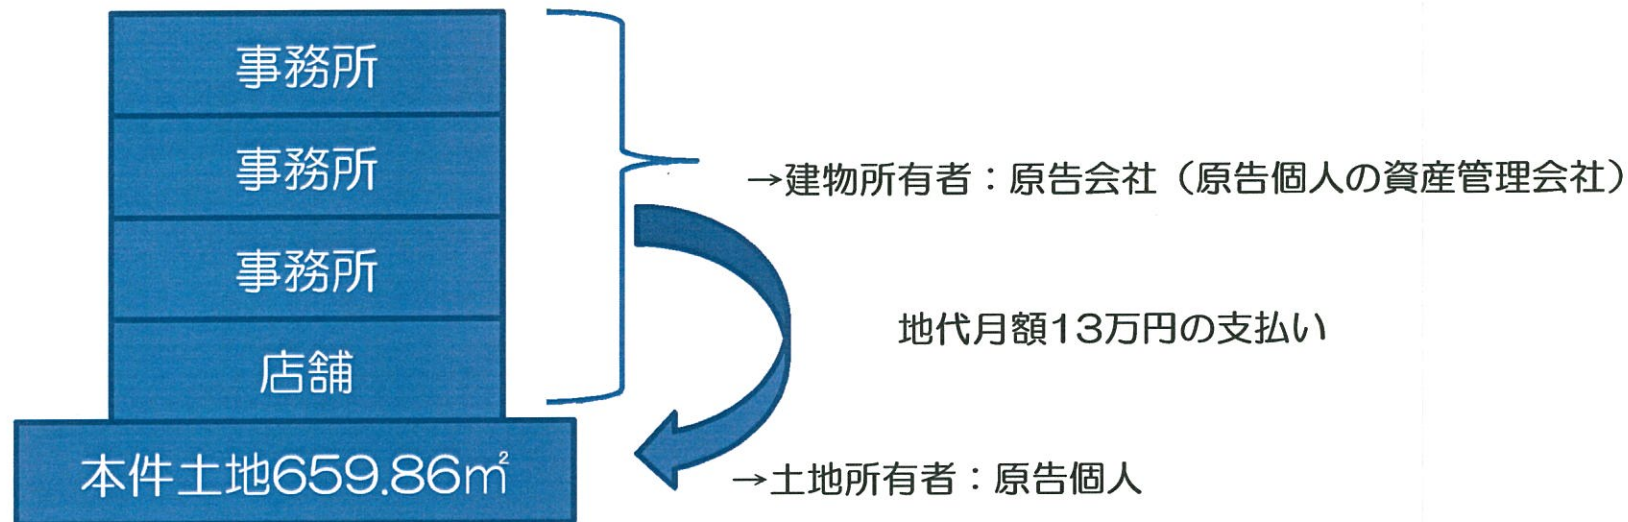 事務所
事務所
→建物所有者：原告会社（原告個人の資産管理会社）
事務所
地代月額13万円の支払い
店舗
本件土地659.86㎡
→土地所有者：原告個人